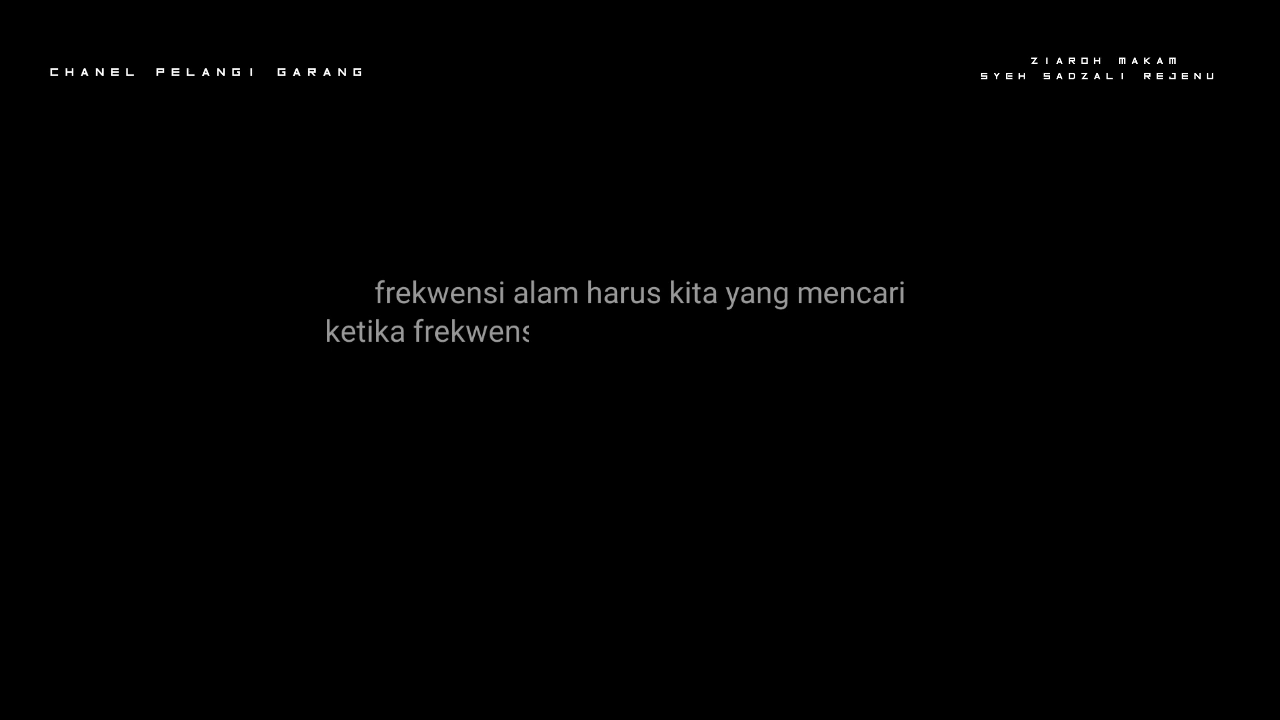 CHANEL PELANGI GARANG
ZIAROH MAKAM
SYEH SADZALI REJENU
frekwensi alam harus kita yang mencari
ketika frekwens